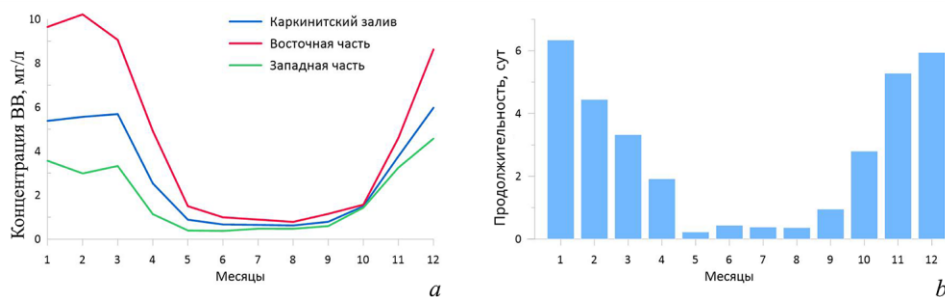 Концентрация ВВ, мг/л
10
8
6
4
2
0
Каркинитский залив
Восточная часть
Западная часть
1 2 3 4 5 6 7 8 9 10 11 12
Месяцы
a
Продолжительность, сут
6
4
2
0
1 2 3 4 5 6 7 8 9 10 11 12
Месяцы
b